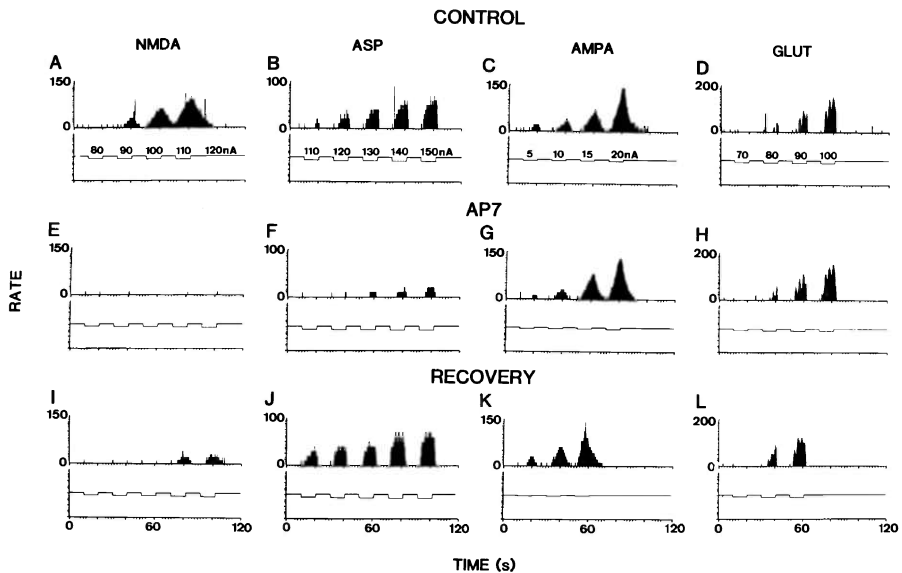 CONTROL
NMDA ASP AMPA GLUT
A B C D
150 100 150 200
0 0 0 0
80 90 100 110 120nA 110 120 130 140 150nA 5 10 15 20nA 70 80 90 100
AP7
E F G H
150 100 150 200
0 0 0 0
RATE
RECOVERY
I J K L
150 100 150 200
0 0 0 0
0 60 120 0 60 120 0 60 120 0 60 120
TIME (s)